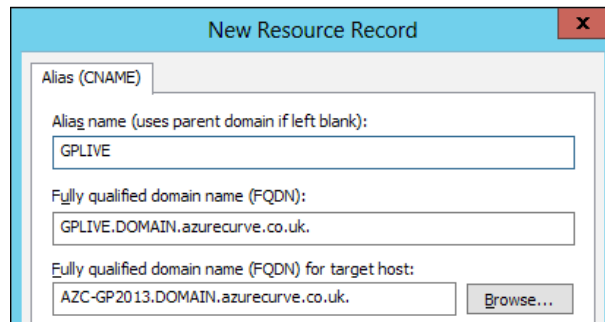 New Resource Record
x
Alias (CNAME)
Alias name (uses parent domain if left blank):
GPLIVE
Fully qualified domain name (FQDN):
GPLIVE.DOMAIN.azurecurve.co.uk.
Fully qualified domain name (FQDN) for target host:
AZC-GP2013.DOMAIN.azurecurve.co.uk.
Browse...